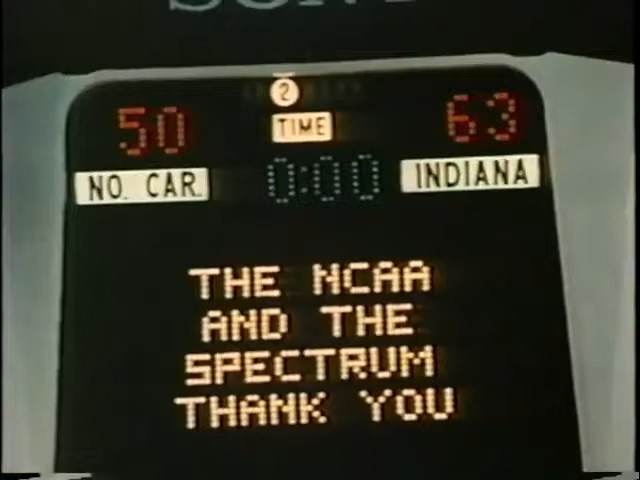 2
50 TIME 63
NO. CAR. 0:00 INDIANA
THE NCAA
AND THE
SPECTRUM
THANK YOU